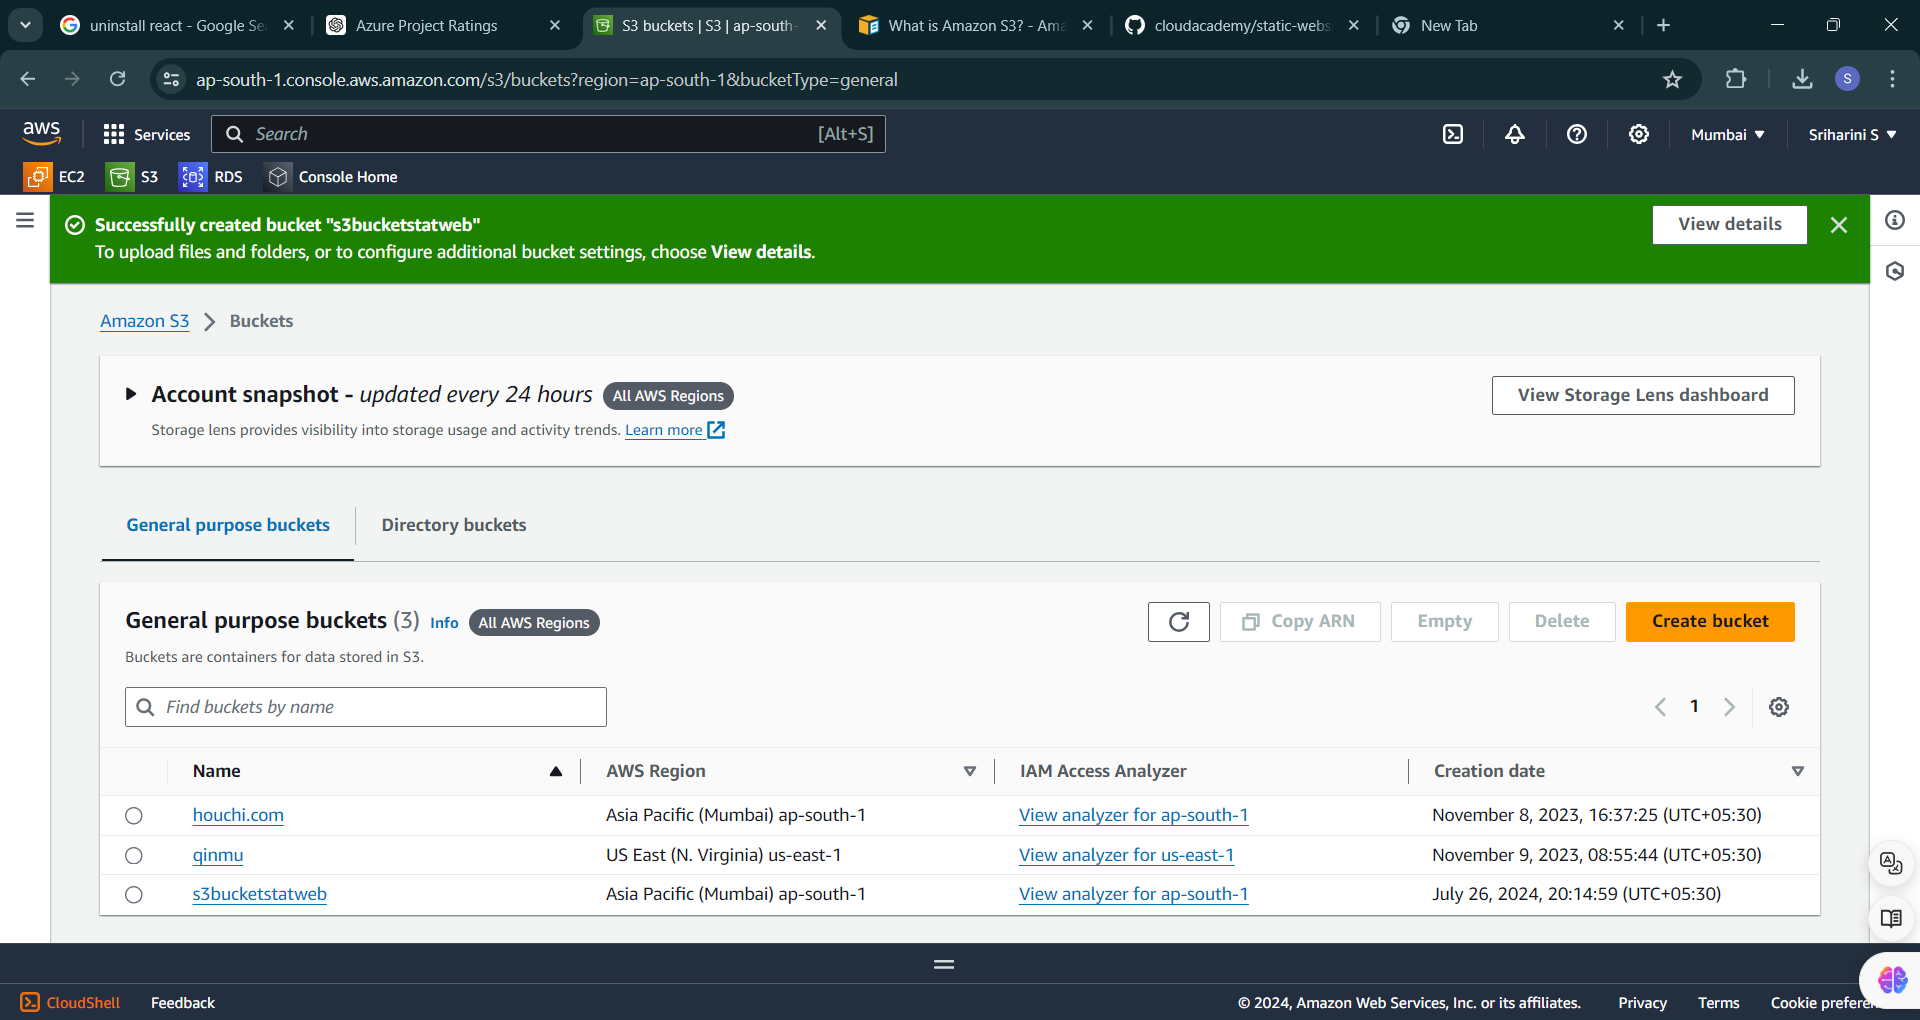 uninstall react - Google Se
Azure Project Ratings
S3 buckets | S3 | ap-south-
What is Amazon S3? - Ama
cloudacademy/static-webs
New Tab
ap-south-1.console.aws.amazon.com/s3/buckets?region=ap-south-1&bucketType=general
S
aws
Services
Search
[Alt+S]
Mumbai
Sriharini S
EC2
S3
RDS
Console Home
Successfully created bucket "s3bucketstatweb"
To upload files and folders, or to configure additional bucket settings, choose View details.
View details
Amazon S3
Buckets
Account snapshot - updated every 24 hours
All AWS Regions
Storage lens provides visibility into storage usage and activity trends. Learn more
View Storage Lens dashboard
General purpose buckets
Directory buckets
General purpose buckets (3)
Info
All AWS Regions
Buckets are containers for data stored in S3.
Copy ARN
Empty
Delete
Create bucket
Find buckets by name
1
Name
AWS Region
IAM Access Analyzer
Creation date
houchi.com
Asia Pacific (Mumbai) ap-south-1
View analyzer for ap-south-1
November 8, 2023, 16:37:25 (UTC+05:30)
qinmu
US East (N. Virginia) us-east-1
View analyzer for us-east-1
November 9, 2023, 08:55:44 (UTC+05:30)
s3bucketstatweb
Asia Pacific (Mumbai) ap-south-1
View analyzer for ap-south-1
July 26, 2024, 20:14:59 (UTC+05:30)
CloudShell
Feedback
© 2024, Amazon Web Services, Inc. or its affiliates.
Privacy
Terms
Cookie prefere